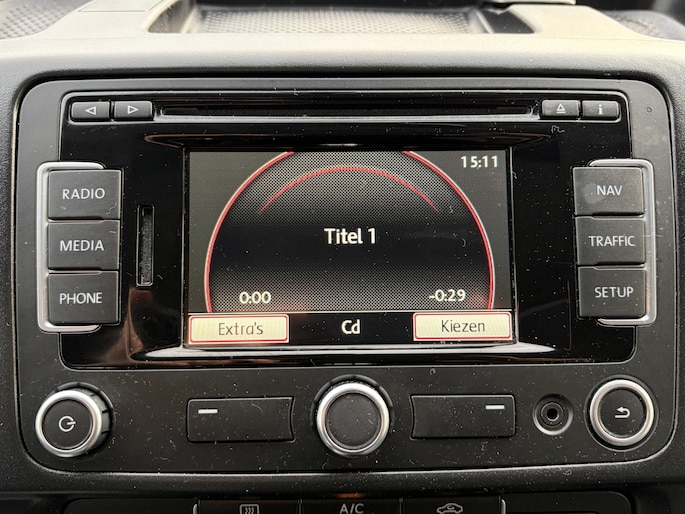 i
15:11
RADIO
NAV
Titel 1
MEDIA
TRAFFIC
PHONE
0:00
-0:29
SETUP
Extra's
Cd
Kiezen
A/C